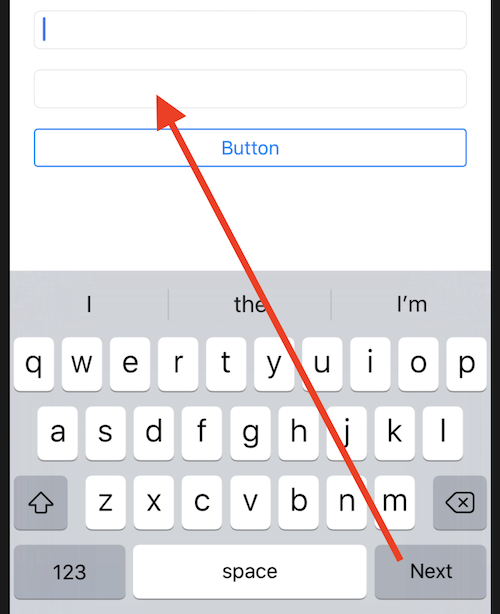 Button
I the I'm
q w e r t y u i o p
a s d f g h j k l
z x c v b n m
123 space Next